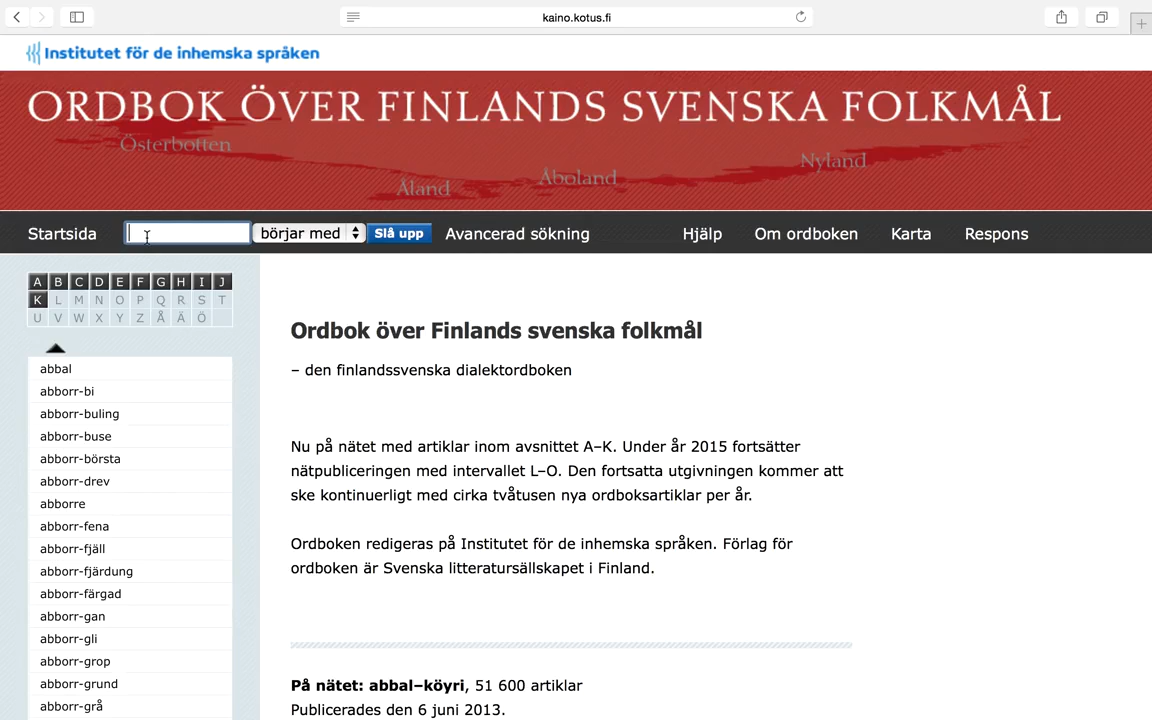 kaino.kotus.fi
Institutet för de inhemska språken
ORDBOK ÖVER FINLANDS SVENSKA FOLKMÅL
Österbotten
Åland
Åboland
Nyland
Startsida börjar med Slå upp Avancerad sökning Hjälp Om ordboken Karta Respons
A B C D E F G H I J
K L M N O P Q R S T
U V W X Y Z Å Ä Ö
abbal
abborr-bi
abborr-buling
abborr-buse
abborr-börsta
abborr-drev
abborre
abborr-fena
abborr-fjäll
abborr-fjärdung
abborr-färgad
abborr-gan
abborr-gli
abborr-grop
abborr-grund
abborr-grå
Ordbok över Finlands svenska folkmål
– den finlandssvenska dialektordboken
Nu på nätet med artiklar inom avsnittet A–K. Under år 2015 fortsätter
nätpubliceringen med intervallet L–O. Den fortsatta utgivningen kommer att
ske kontinuerligt med cirka tvåtusen nya ordboksartiklar per år.
Ordboken redigeras på Institutet för de inhemska språken. Förlag för
ordboken är Svenska litteratursällskapet i Finland.
På nätet: abbal–köyri, 51 600 artiklar
Publicerades den 6 juni 2013.